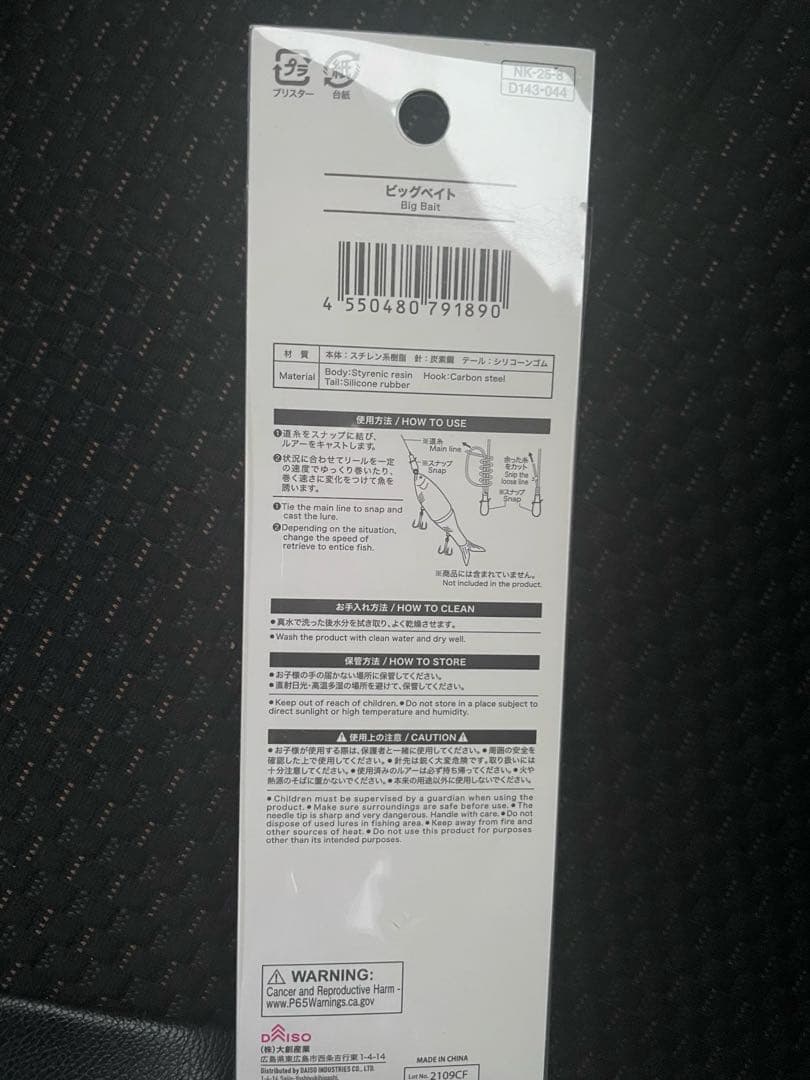 プラ
紙
ブリスター
台紙
NK-25-8
D143-044
ビッグベイト
Big Bait
4 550480 791890
材 質
本体：スチレン系樹脂 針：炭素鋼 テール：シリコーンゴム
Material
Body:Styrenic resin Hook:Carbon steel
Tail:Silicone rubber
使用方法 / HOW TO USE
❶道糸をスナップに結び、
ルアーをキャストします。
❷状況に合わせてリールを一定
の速度でゆっくり巻いたり、
巻く速さに変化をつけて魚を
誘います。
❶Tie the main line to snap and
cast the lure.
❷Depending on the situation,
change the speed of
retrieve to entice fish.
※道糸
Main line
※スナップ
Snap
余った糸
をカット
Snip the
loose line
※スナップ
Snap
※商品には含まれていません。
Not included in the product.
お手入れ方法 / HOW TO CLEAN
●真水で洗った後水分を拭き取り、よく乾燥させます。
●Wash the product with clean water and dry well.
保管方法 / HOW TO STORE
●お子様の手の届かない場所に保管してください。
●直射日光・高温多湿の場所を避けて、保管してください。
●Keep out of reach of children. ●Do not store in a place subject to
direct sunlight or high temperature and humidity.
⚠ 使用上の注意 / CAUTION ⚠
●お子様が使用する際は、保護者と一緒に使用してください。●周囲の安全を
確認した上で使用してください。●針先は鋭く大変危険です。取り扱いには
十分注意してください。●使用済みのルアーは必ず持ち帰ってください。●火や
熱源のそばに置かないでください。●本来の用途以外に使用しないでください。
●Children must be supervised by a guardian when using the
product. ●Make sure surroundings are safe before use. ●The
needle tip is sharp and very dangerous. Handle with care. ●Do not
dispose of used lures in fishing area. ●Keep away from fire and
other sources of heat. ●Do not use this product for purposes
other than its intended purposes.
⚠ WARNING:
Cancer and Reproductive Harm -
www.P65Warnings.ca.gov
DAISO
(株)大創産業
広島県東広島市西条吉行東1-4-14
Distributed by DAISO INDUSTRIES CO., LTD.
MADE IN CHINA
Lot No. 2109CF